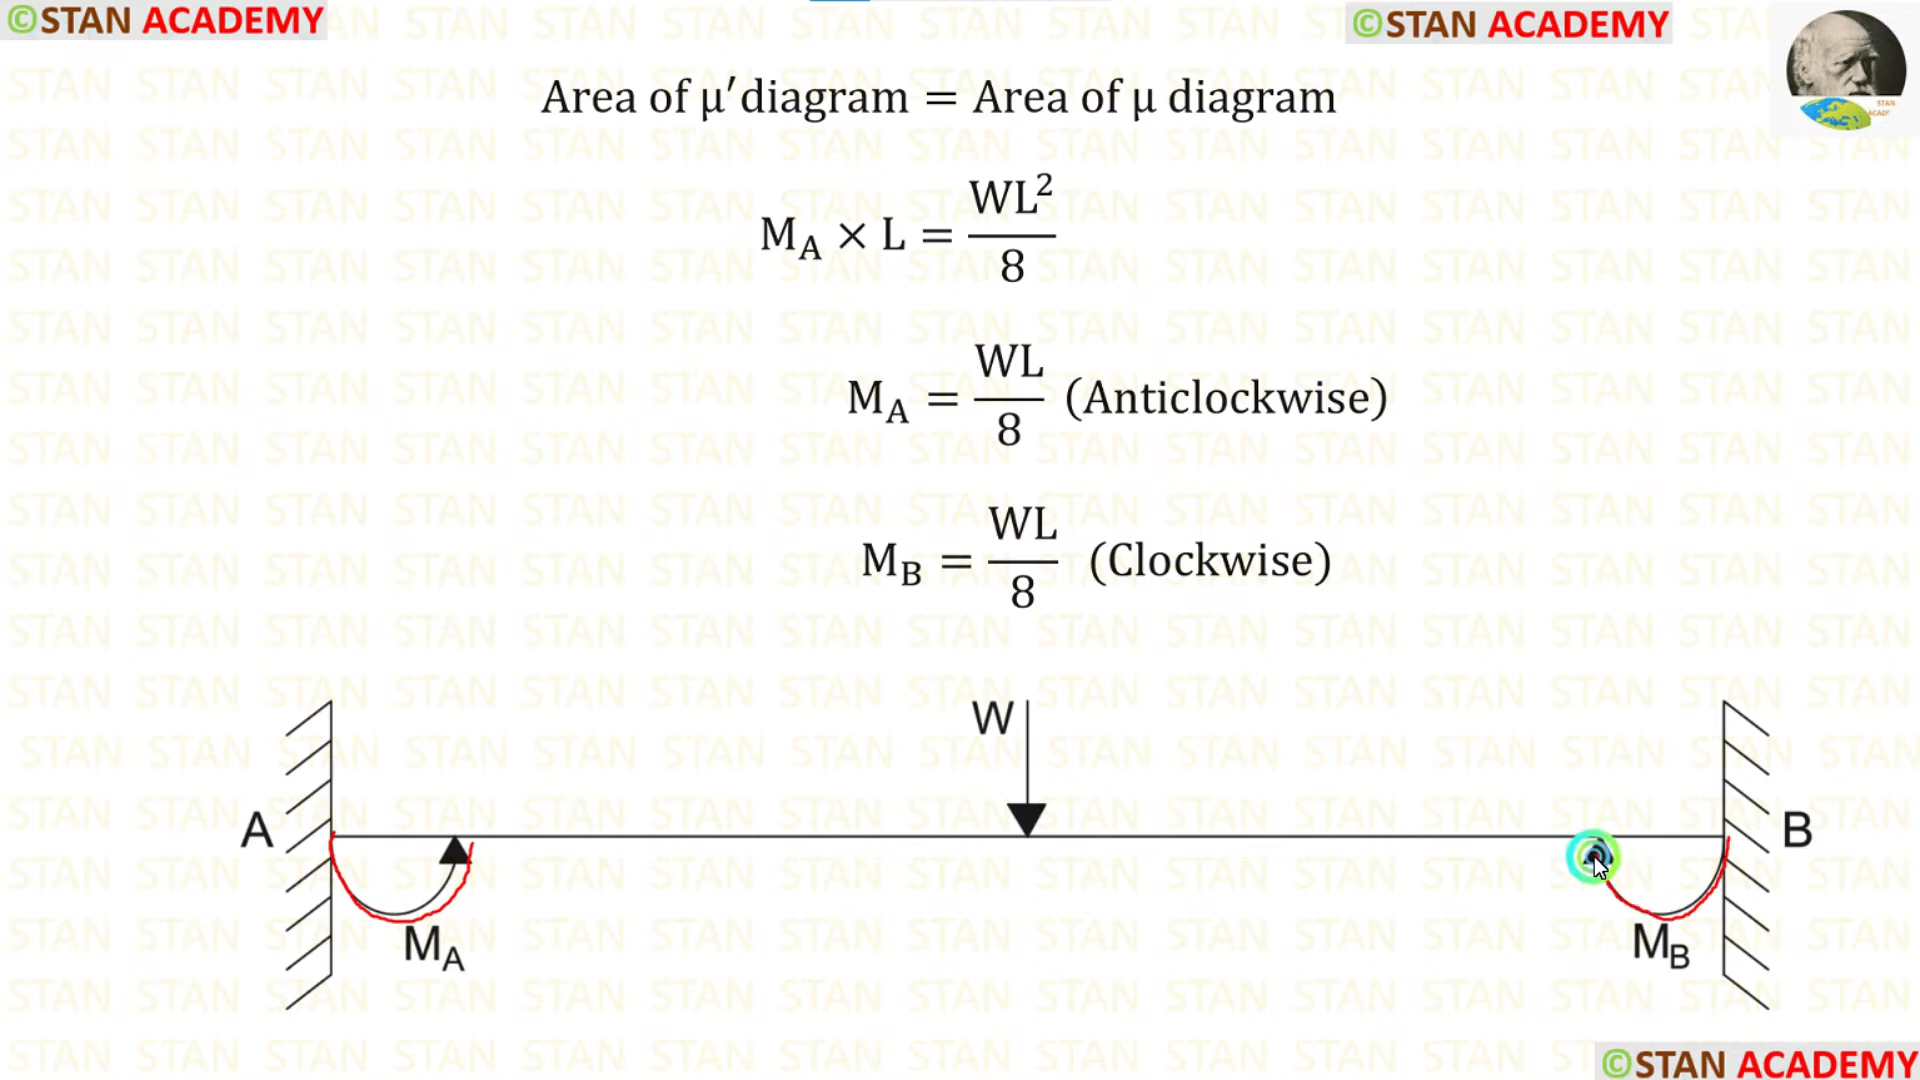 ©STAN ACADEMY
©STAN ACADEMY
Area of μ′diagram = Area of μ diagram
M_A × L = WL²/8
M_A = WL/8 (Anticlockwise)
M_B = WL/8 (Clockwise)
W
A
B
M_A
M_B
©STAN ACADEMY